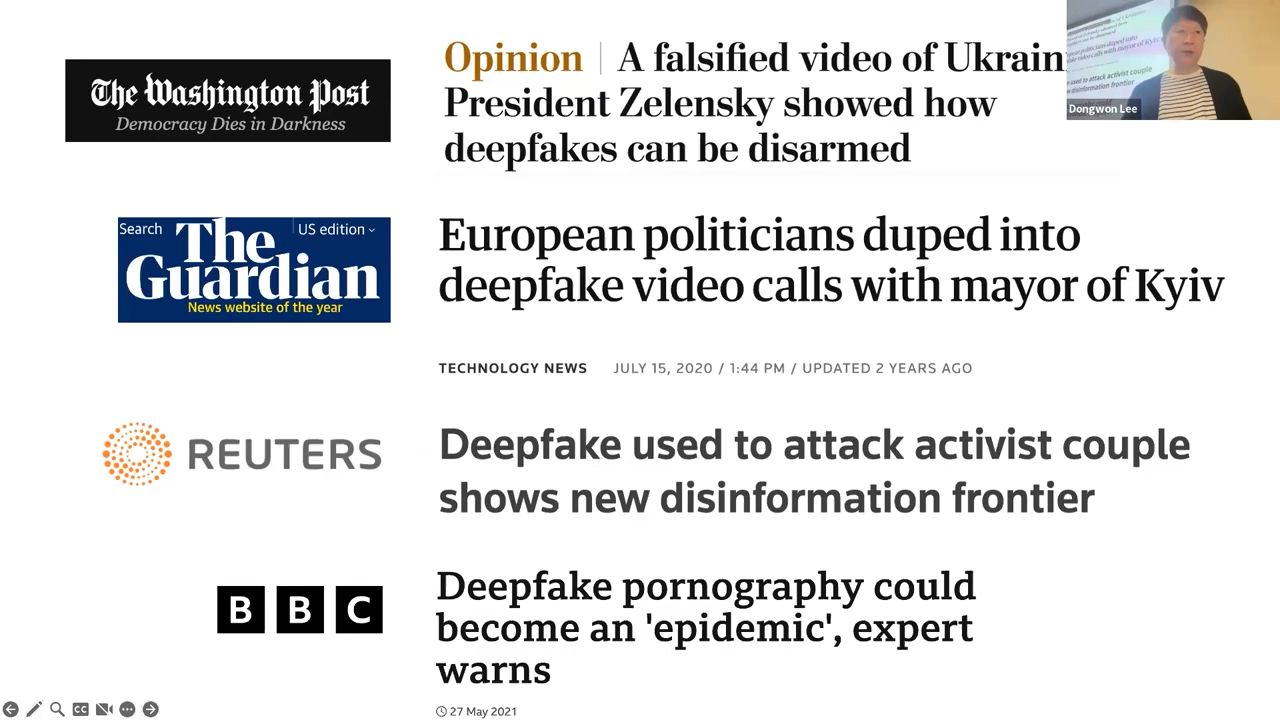 The Washington Post
Democracy Dies in Darkness
Opinion | A falsified video of Ukrain
President Zelensky showed how
deepfakes can be disarmed
Dongwon Lee
Search
US edition
The
Guardian
News website of the year
European politicians duped into
deepfake video calls with mayor of Kyiv
TECHNOLOGY NEWS JULY 15, 2020 / 1:44 PM / UPDATED 2 YEARS AGO
REUTERS
Deepfake used to attack activist couple
shows new disinformation frontier
BBC
Deepfake pornography could
become an 'epidemic', expert
warns
27 May 2021
CC